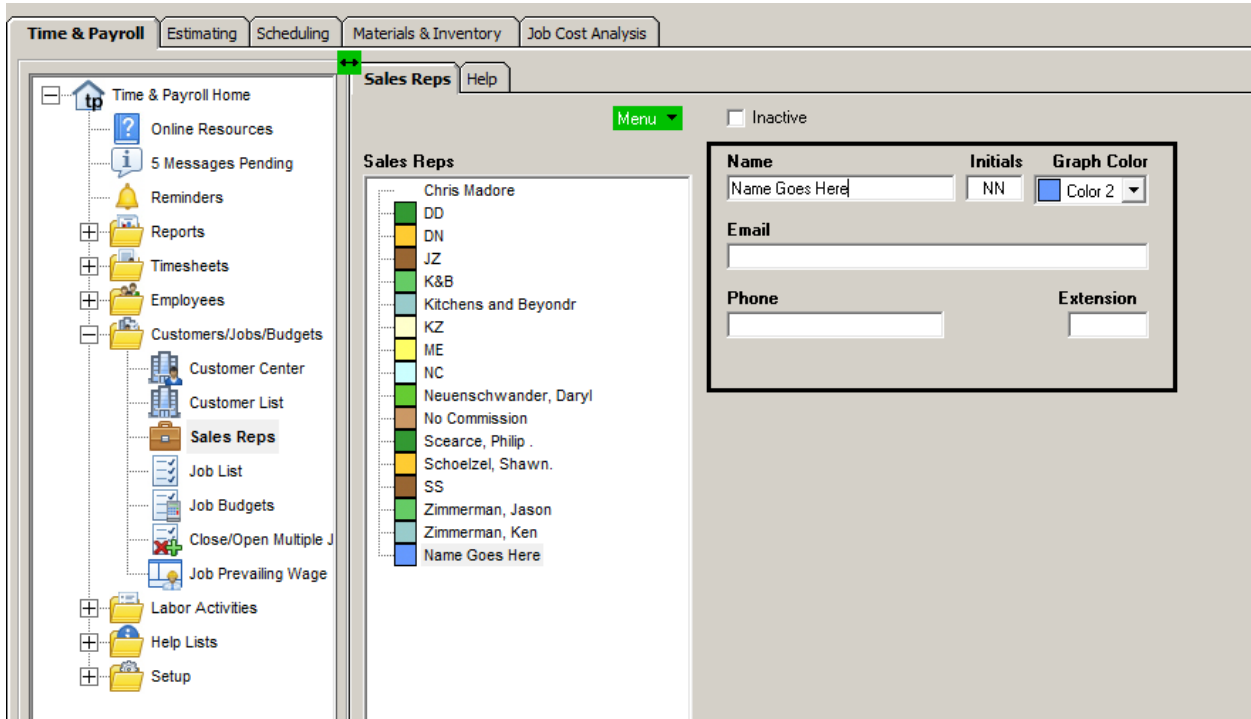 Time & Payroll Estimating Scheduling Materials & Inventory Job Cost Analysis
tp Time & Payroll Home
Online Resources
5 Messages Pending
Reminders
Reports
Timesheets
Employees
Customers/Jobs/Budgets
Customer Center
Customer List
Sales Reps
Job List
Job Budgets
Close/Open Multiple J
Job Prevailing Wage
Labor Activities
Help Lists
Setup
Sales Reps Help
Menu
Sales Reps
Chris Madore
DD
DN
JZ
K&B
Kitchens and Beyondr
KZ
ME
NC
Neuenschwander, Daryl
No Commission
Scearce, Philip .
Schoelzel, Shawn.
SS
Zimmerman, Jason
Zimmerman, Ken
Name Goes Here
Inactive
Name Initials Graph Color
Name Goes Here NN Color 2
Email
Phone Extension